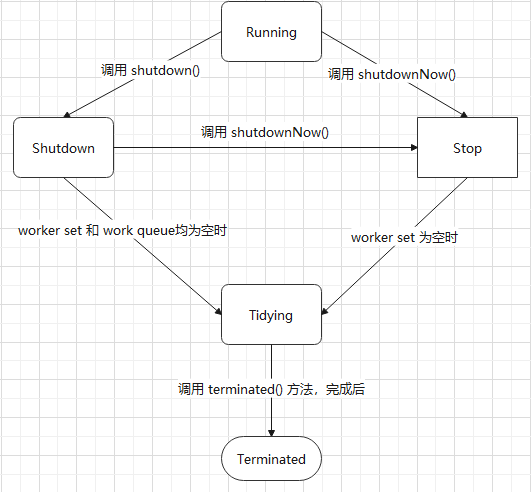 Running
调用 shutdown()
调用 shutdownNow()
调用 shutdownNow()
Shutdown
Stop
worker set 和 work queue均为空时
worker set 为空时
Tidying
调用 terminated() 方法，完成后
Terminated